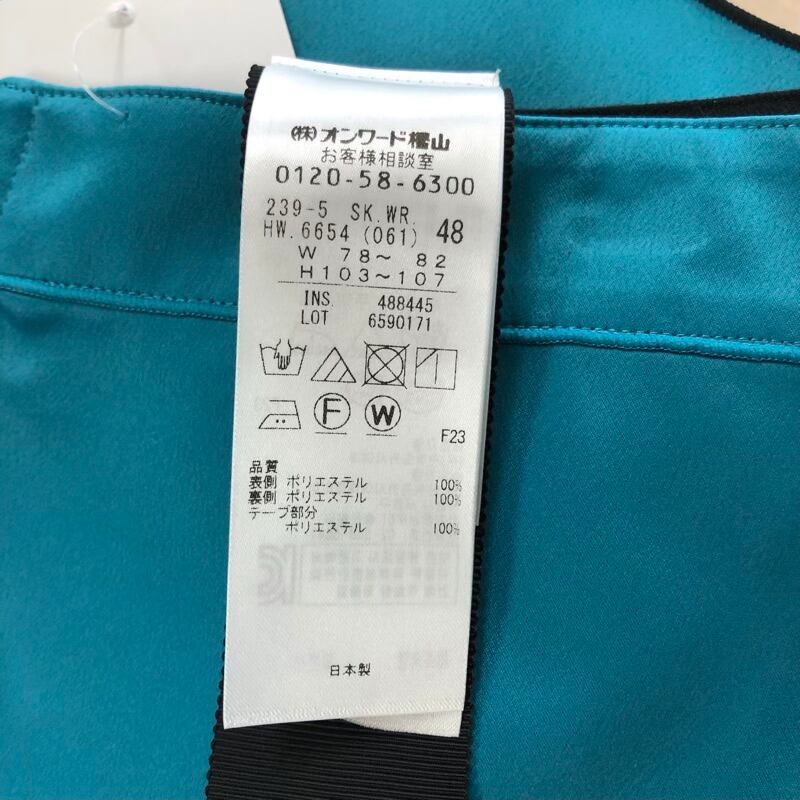 (株)オンワード樫山
お客様相談室
0120-58-6300
239-5 SK.WR.
HW.6654 (061) 48
W 78～ 82
H103～107
INS. 488445
LOT 6590171
F
W
F23
品質
表側 ポリエステル 100%
裏側 ポリエステル 100%
テープ部分
ポリエステル 100%
日本製